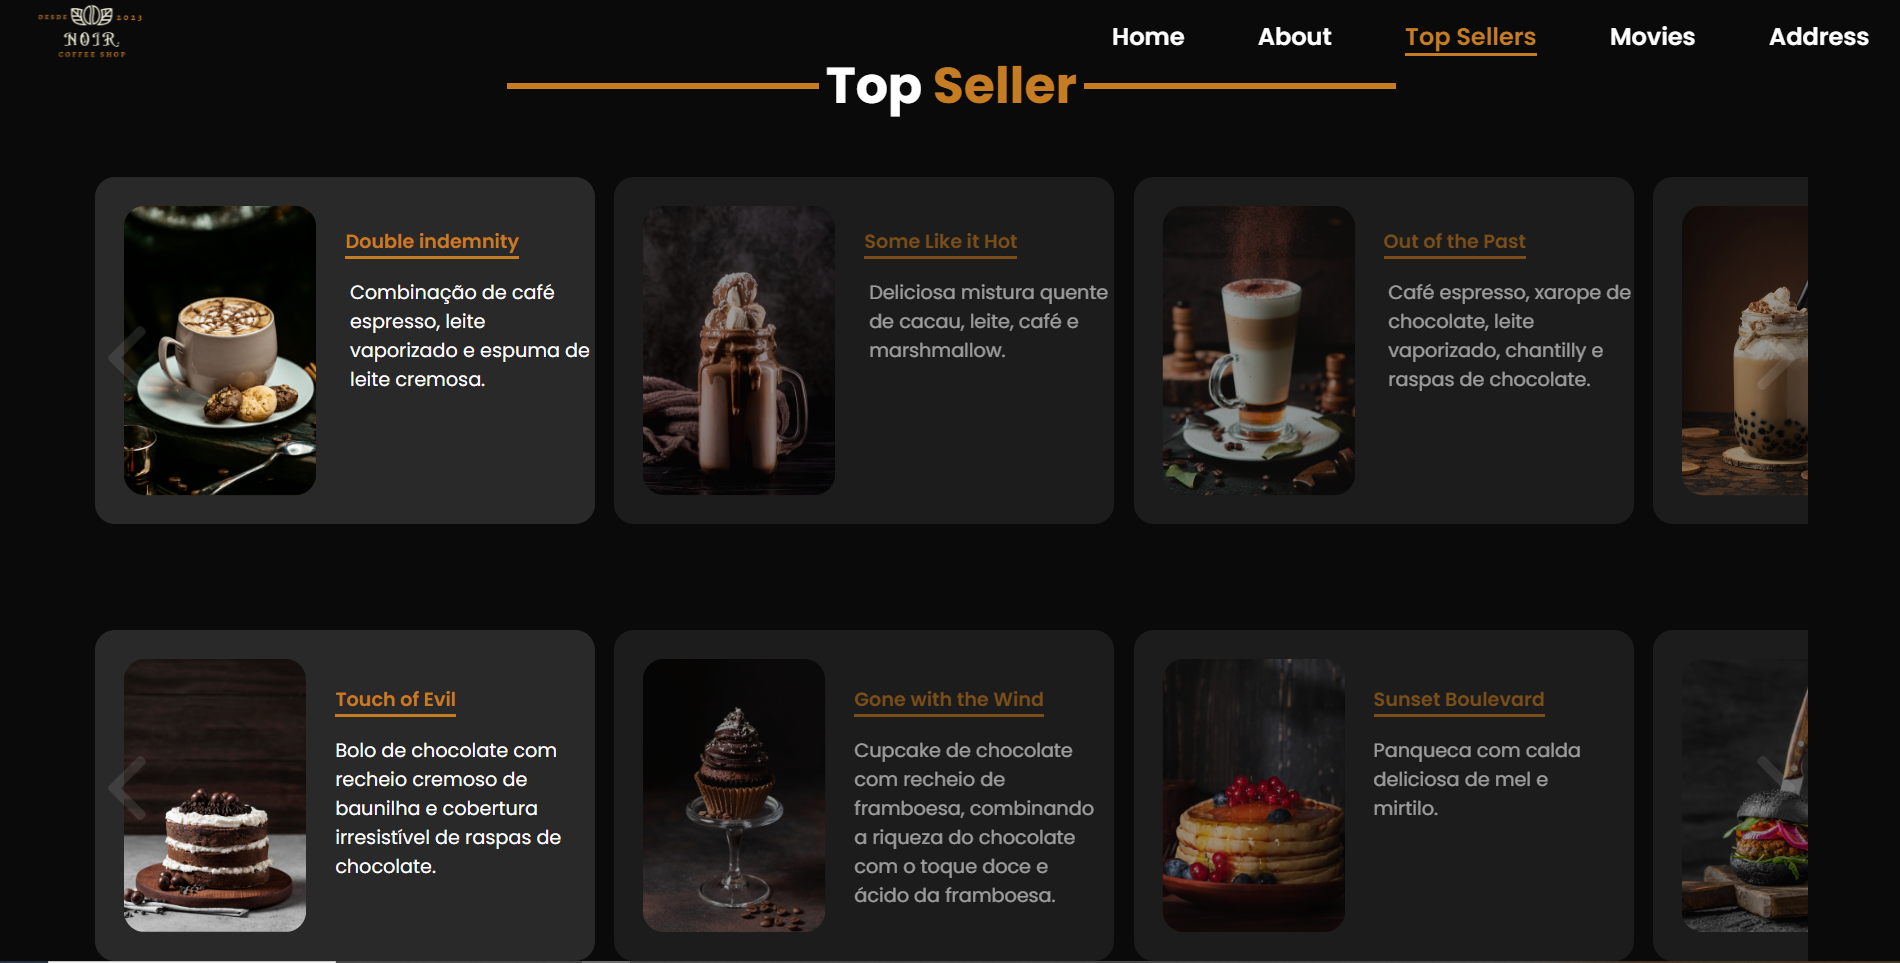 DESDE 2023
NOIR
COFFEE SHOP
Home About Top Sellers Movies Address
Top Seller
Double indemnity
Combinação de café
espresso, leite
vaporizado e espuma de
leite cremosa.
Some Like it Hot
Deliciosa mistura quente
de cacau, leite, café e
marshmallow.
Out of the Past
Café espresso, xarope de
chocolate, leite
vaporizado, chantilly e
raspas de chocolate.
Touch of Evil
Bolo de chocolate com
recheio cremoso de
baunilha e cobertura
irresistível de raspas de
chocolate.
Gone with the Wind
Cupcake de chocolate
com recheio de
framboesa, combinando
a riqueza do chocolate
com o toque doce e
ácido da framboesa.
Sunset Boulevard
Panqueca com calda
deliciosa de mel e
mirtilo.